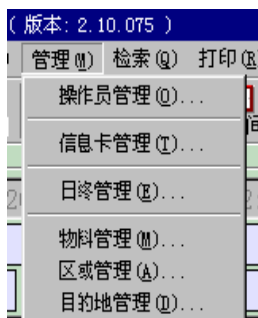 ( 版本: 2.10.075 )
管理(M) 检索(Q) 打印(R
操作员管理(O)...
信息卡管理(T)...
日终管理(E)...
物料管理(M)...
区或管理(A)...
目的地管理(D)...